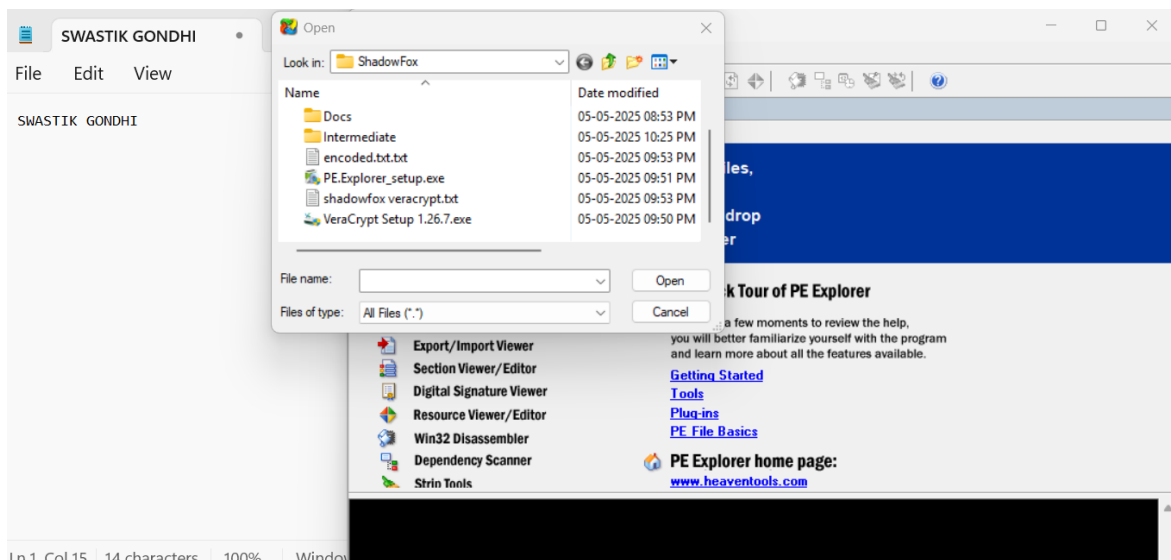 SWASTIK GONDHI
File Edit View
SWASTIK GONDHI
Open
Look in: ShadowFox
Name Date modified
Docs 05-05-2025 08:53 PM
Intermediate 05-05-2025 10:25 PM
encoded.txt.txt 05-05-2025 09:53 PM
PE.Explorer_setup.exe 05-05-2025 09:51 PM
shadowfox veracrypt.txt 05-05-2025 09:53 PM
VeraCrypt Setup 1.26.7.exe 05-05-2025 09:50 PM
File name: Open
Files of type: All Files (*.*) Cancel
iles,
drop
er
Export/Import Viewer
Section Viewer/Editor
Digital Signature Viewer
Resource Viewer/Editor
Win32 Disassembler
Dependency Scanner
Strip Tools
k Tour of PE Explorer
a few moments to review the help,
you will better familiarize yourself with the program
and learn more about all the features available.
Getting Started
Tools
Plug-ins
PE File Basics
PE Explorer home page:
www.heaventools.com
Ln 1, Col 15 14 characters 100% Window